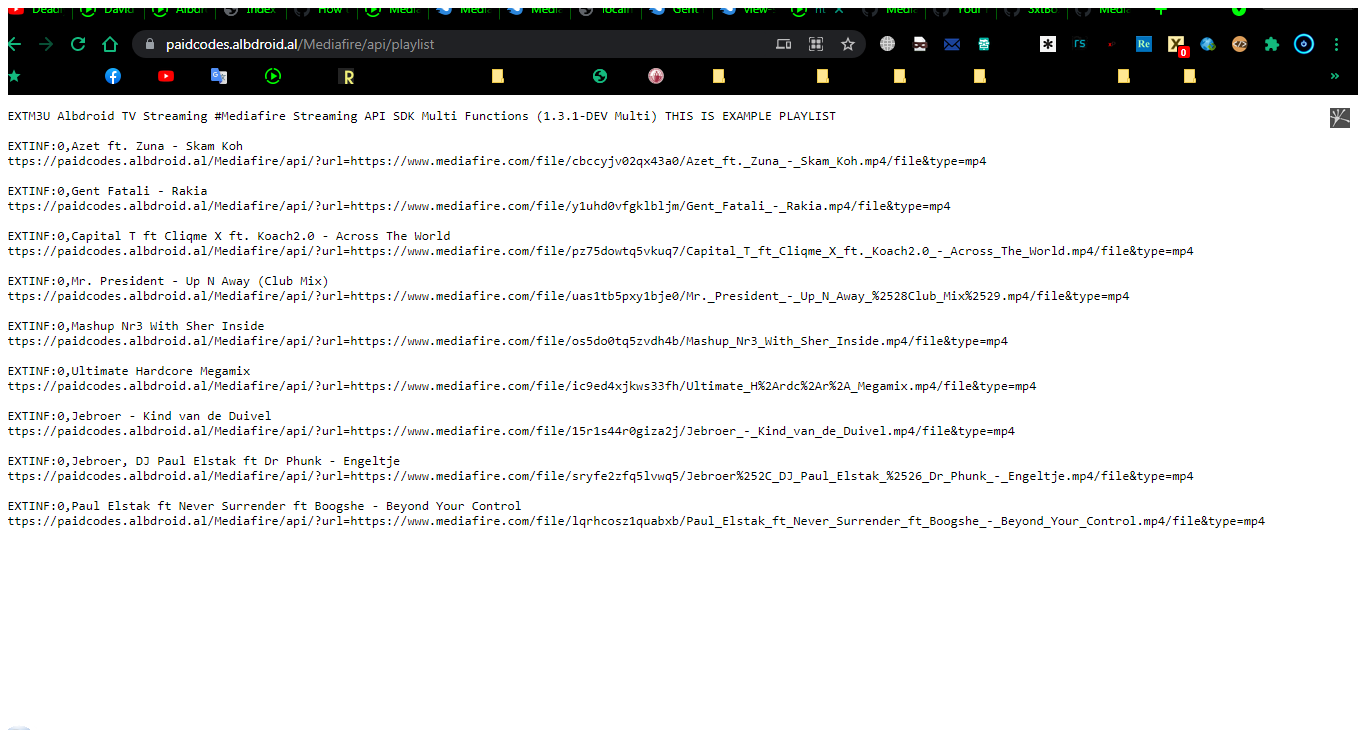 Dead
David
Albdr
Index
How
Medi
Medi
Medi
locall
Gent
View-
Medi
Your
3xtBo
Medi
paidcodes.albdroid.al/Mediafire/api/playlist
rs
Re
0
R
EXTM3U Albdroid TV Streaming #Mediafire Streaming API SDK Multi Functions (1.3.1-DEV Multi) THIS IS EXAMPLE PLAYLIST
EXTINF:0,Azet ft. Zuna - Skam Koh
ttps://paidcodes.albdroid.al/Mediafire/api/?url=https://www.mediafire.com/file/cbccyjv02qx43a0/Azet_ft._Zuna_-_Skam_Koh.mp4/file&type=mp4
EXTINF:0,Gent Fatali - Rakia
ttps://paidcodes.albdroid.al/Mediafire/api/?url=https://www.mediafire.com/file/y1uhd0vfgklbljm/Gent_Fatali_-_Rakia.mp4/file&type=mp4
EXTINF:0,Capital T ft Cliqme X ft. Koach2.0 - Across The World
ttps://paidcodes.albdroid.al/Mediafire/api/?url=https://www.mediafire.com/file/pz75dowtq5vkuq7/Capital_T_ft_Cliqme_X_ft._Koach2.0_-_Across_The_World.mp4/file&type=mp4
EXTINF:0,Mr. President - Up N Away (Club Mix)
ttps://paidcodes.albdroid.al/Mediafire/api/?url=https://www.mediafire.com/file/uas1tb5pxy1bje0/Mr._President_-_Up_N_Away_%2528Club_Mix%2529.mp4/file&type=mp4
EXTINF:0,Mashup Nr3 With Sher Inside
ttps://paidcodes.albdroid.al/Mediafire/api/?url=https://www.mediafire.com/file/os5do0tq5zvdh4b/Mashup_Nr3_With_Sher_Inside.mp4/file&type=mp4
EXTINF:0,Ultimate Hardcore Megamix
ttps://paidcodes.albdroid.al/Mediafire/api/?url=https://www.mediafire.com/file/ic9ed4xjkws33fh/Ultimate_H%2Ardc%2Ar%2A_Megamix.mp4/file&type=mp4
EXTINF:0,Jebroer - Kind van de Duivel
ttps://paidcodes.albdroid.al/Mediafire/api/?url=https://www.mediafire.com/file/15r1s44r0giza2j/Jebroer_-_Kind_van_de_Duivel.mp4/file&type=mp4
EXTINF:0,Jebroer, DJ Paul Elstak ft Dr Phunk - Engeltje
ttps://paidcodes.albdroid.al/Mediafire/api/?url=https://www.mediafire.com/file/sryfe2zfq5lvwq5/Jebroer%252C_DJ_Paul_Elstak_%2526_Dr_Phunk_-_Engeltje.mp4/file&type=mp4
EXTINF:0,Paul Elstak ft Never Surrender ft Boogshe - Beyond Your Control
ttps://paidcodes.albdroid.al/Mediafire/api/?url=https://www.mediafire.com/file/lqrhcosz1quabxb/Paul_Elstak_ft_Never_Surrender_ft_Boogshe_-_Beyond_Your_Control.mp4/file&type=mp4